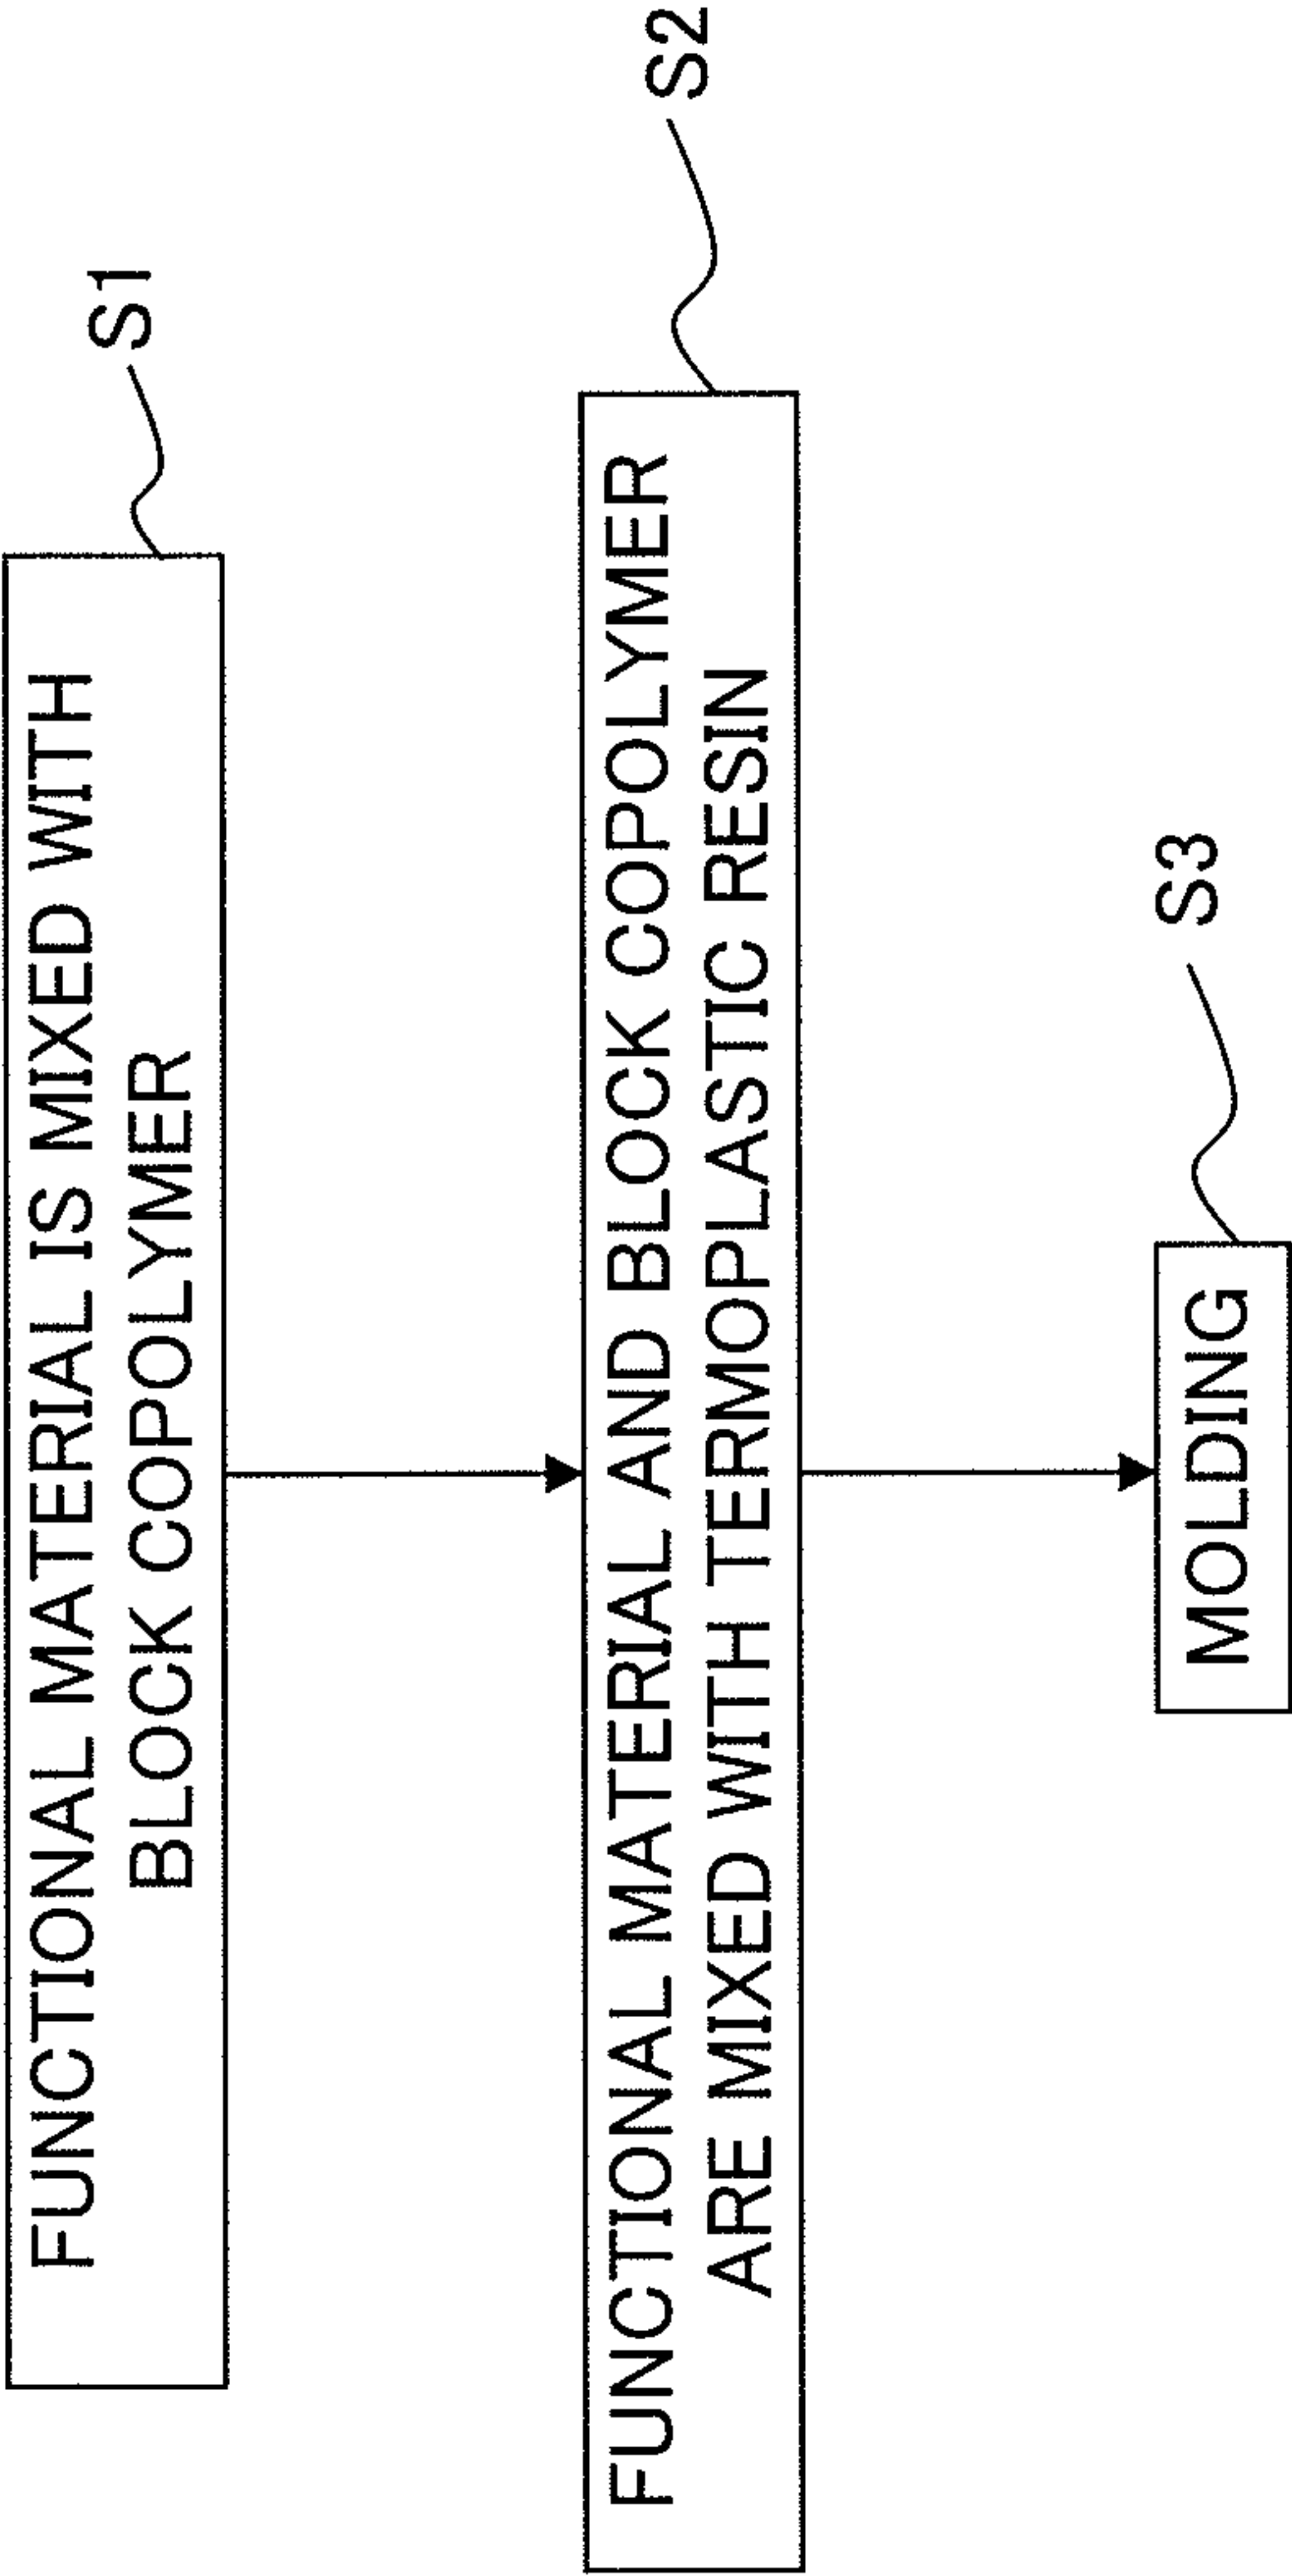 FUNCTIONAL MATERIAL IS MIXED WITH
BLOCK COPOLYMER
S1
FUNCTIONAL MATERIAL AND BLOCK COPOLYMER
ARE MIXED WITH TERMOPLASTIC RESIN
S2
MOLDING
S3